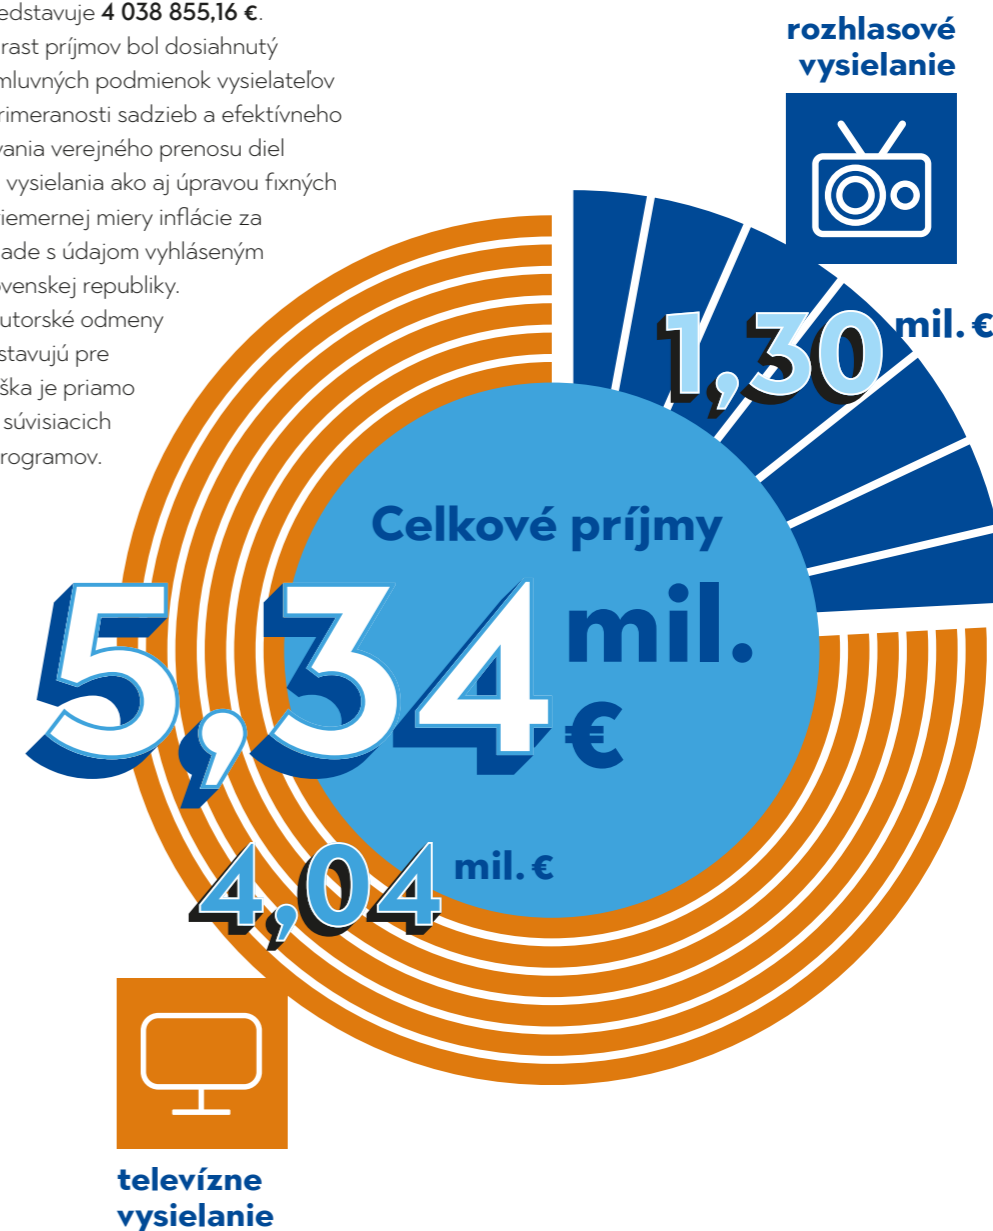 edstavuje 4 038 855,16 €.
rast príjmov bol dosiahnutý
mluvných podmienok vysielateľov
rimeranosti sadzieb a efektívneho
vania verejného prenosu diel
vysielania ako aj úpravou fixných
riemernej miery inflácie za
ade s údajom vyhláseným
ovenskej republiky.
utorské odmeny
stavujú pre
ška je priamo
súvisiacich
rogramov.
rozhlasové
vysielanie
1,30 mil. €
Celkové príjmy
5,34 mil.
€
4,04 mil. €
televízne
vysielanie